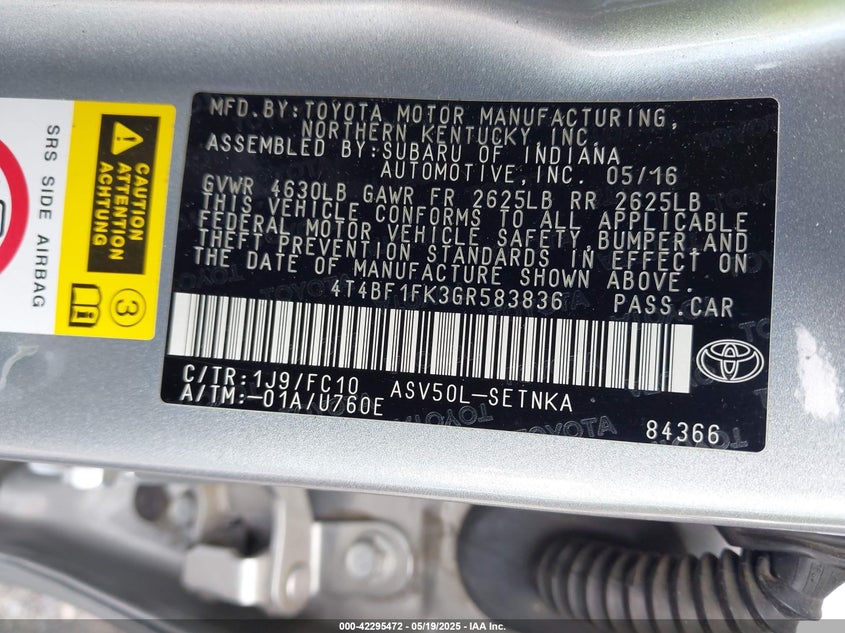 MFD. BY: TOYOTA MOTOR MANUFACTURING,
NORTHERN KENTUCKY, INC.
ASSEMBLED BY: SUBARU OF INDIANA
AUTOMOTIVE, INC. 05/16
GVWR 4630LB GAWR FR 2625LB RR 2625LB
THIS VEHICLE CONFORMS TO ALL APPLICABLE
FEDERAL MOTOR VEHICLE SAFETY, BUMPER, AND
THEFT PREVENTION STANDARDS IN EFFECT ON
THE DATE OF MANUFACTURE SHOWN ABOVE.
4T4BF1FK3GR583836 PASS. CAR
C/TR: 1J9/FC10 ASV50L-SETNKA
A/TM: -01A/U760E
84366
SRS SIDE AIRBAG
CAUTION
ATTENTION
ACHTUNG
3
000-42295472 - 05/19/2025 - IAA Inc.